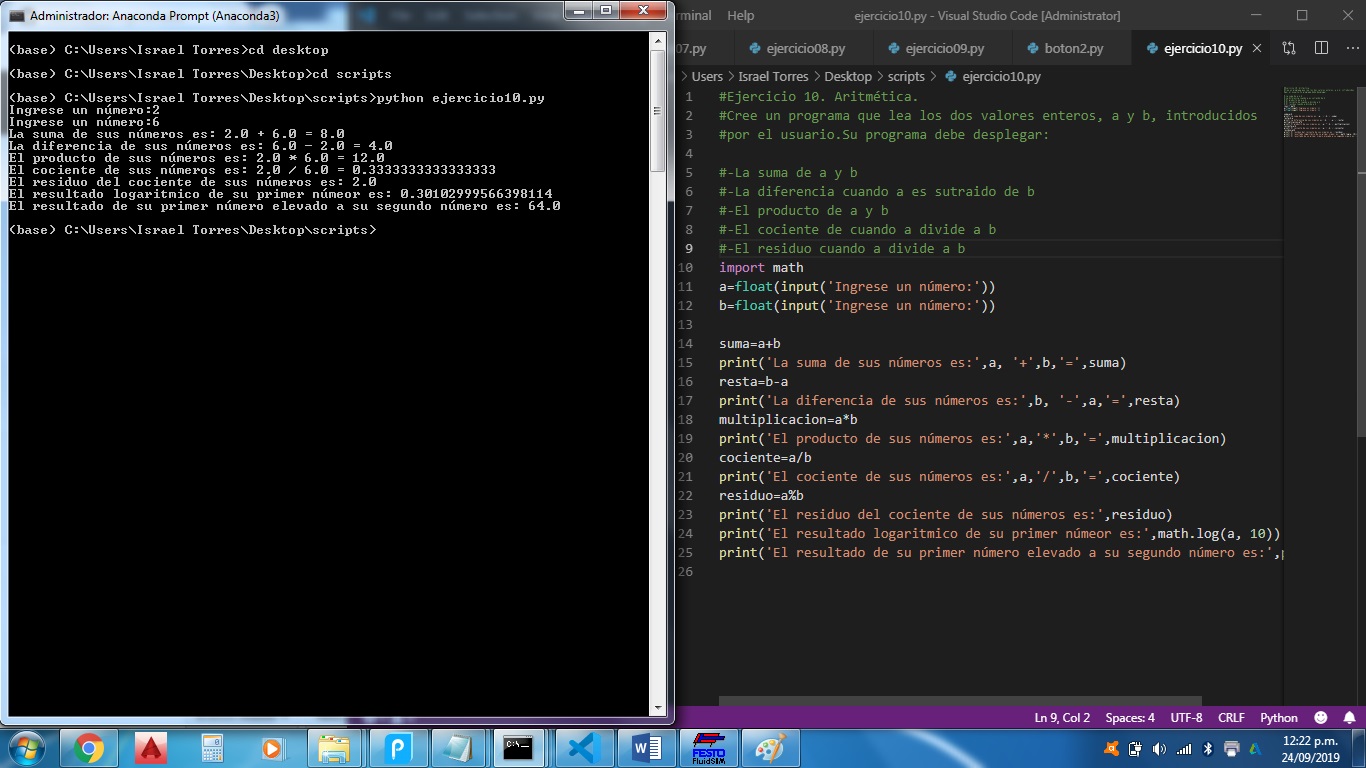 Administrador: Anaconda Prompt (Anaconda3)
(base) C:\Users\Israel Torres>cd desktop
(base) C:\Users\Israel Torres\Desktop>cd scripts
(base) C:\Users\Israel Torres\Desktop\scripts>python ejercicio10.py
Ingrese un número:2
Ingrese un número:6
La suma de sus números es: 2.0 + 6.0 = 8.0
La diferencia de sus números es: 6.0 - 2.0 = 4.0
El producto de sus números es: 2.0 * 6.0 = 12.0
El cociente de sus números es: 2.0 / 6.0 = 0.3333333333333333
El residuo del cociente de sus números es: 2.0
El resultado logaritmico de su primer númeor es: 0.30102999566398114
El resultado de su primer número elevado a su segundo número es: 64.0
(base) C:\Users\Israel Torres\Desktop\scripts>
rminal Help ejercicio10.py - Visual Studio Code [Administrator]
07.py ejercicio08.py ejercicio09.py boton2.py ejercicio10.py
> Users > Israel Torres > Desktop > scripts > ejercicio10.py
1 #Ejercicio 10. Aritmética.
2 #Cree un programa que lea los dos valores enteros, a y b, introducidos
3 #por el usuario.Su programa debe desplegar:
4
5 #-La suma de a y b
6 #-La diferencia cuando a es sutraido de b
7 #-El producto de a y b
8 #-El cociente de cuando a divide a b
9 #-El residuo cuando a divide a b
10 import math
11 a=float(input('Ingrese un número:'))
12 b=float(input('Ingrese un número:'))
13
14 suma=a+b
15 print('La suma de sus números es:',a, '+',b,'=',suma)
16 resta=b-a
17 print('La diferencia de sus números es:',b, '-',a,'=',resta)
18 multiplicacion=a*b
19 print('El producto de sus números es:',a,'*',b,'=',multiplicacion)
20 cociente=a/b
21 print('El cociente de sus números es:',a,'/',b,'=',cociente)
22 residuo=a%b
23 print('El residuo del cociente de sus números es:',residuo)
24 print('El resultado logaritmico de su primer númeor es:',math.log(a, 10))
25 print('El resultado de su primer número elevado a su segundo número es:',p
26
Ln 9, Col 2 Spaces: 4 UTF-8 CRLF Python
C:\_
FESTO
FluidSIM
12:22 p.m.
24/09/2019